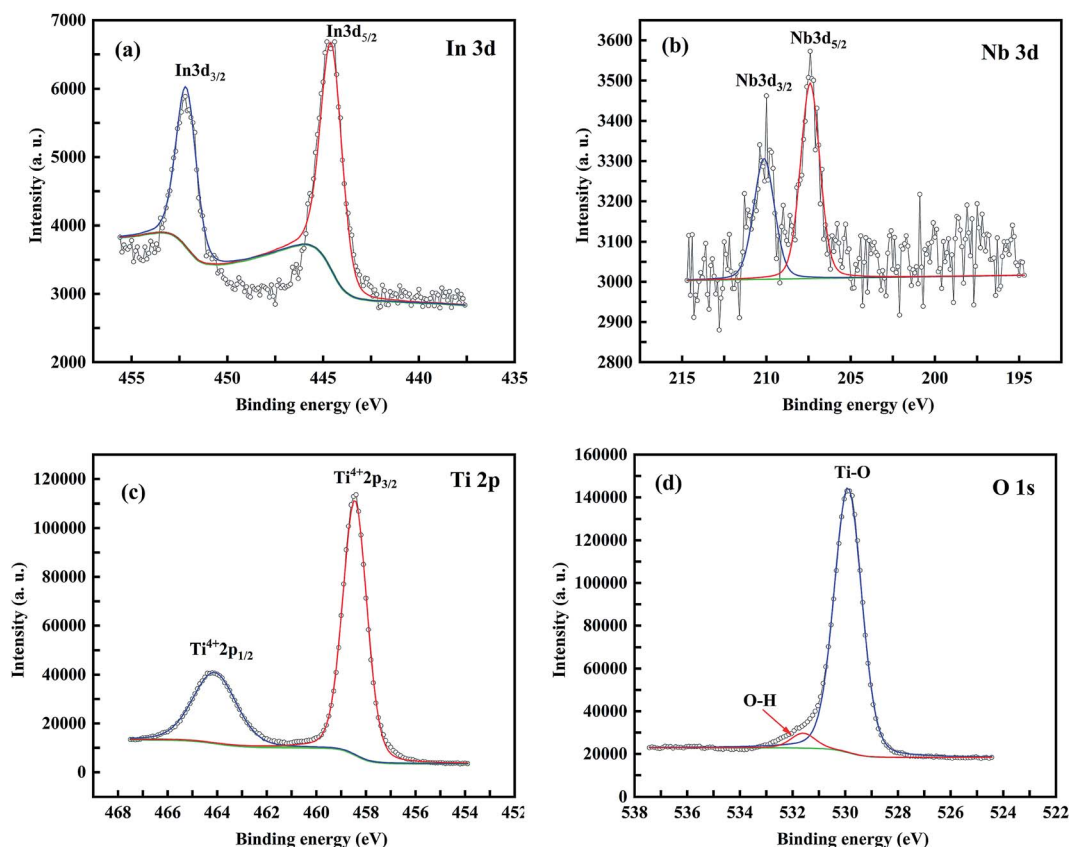 (a)
In3d5/2
In 3d
In3d3/2
7000
6000
5000
4000
3000
2000
Intensity (a. u.)
455
450
445
440
435
Binding energy (eV)
(b)
Nb3d5/2
Nb 3d
Nb3d3/2
3600
3500
3400
3300
3200
3100
3000
2900
2800
Intensity (a. u.)
215
210
205
200
195
Binding energy (eV)
(c)
Ti4+2p3/2
Ti 2p
Ti4+2p1/2
120000
100000
80000
60000
40000
20000
0
Intensity (a. u.)
468
466
464
462
460
458
456
454
452
Binding energy (eV)
(d)
Ti-O
O 1s
O-H
160000
140000
120000
100000
80000
60000
40000
20000
0
Intensity (a. u.)
538
536
534
532
530
528
526
524
522
Binding energy (eV)